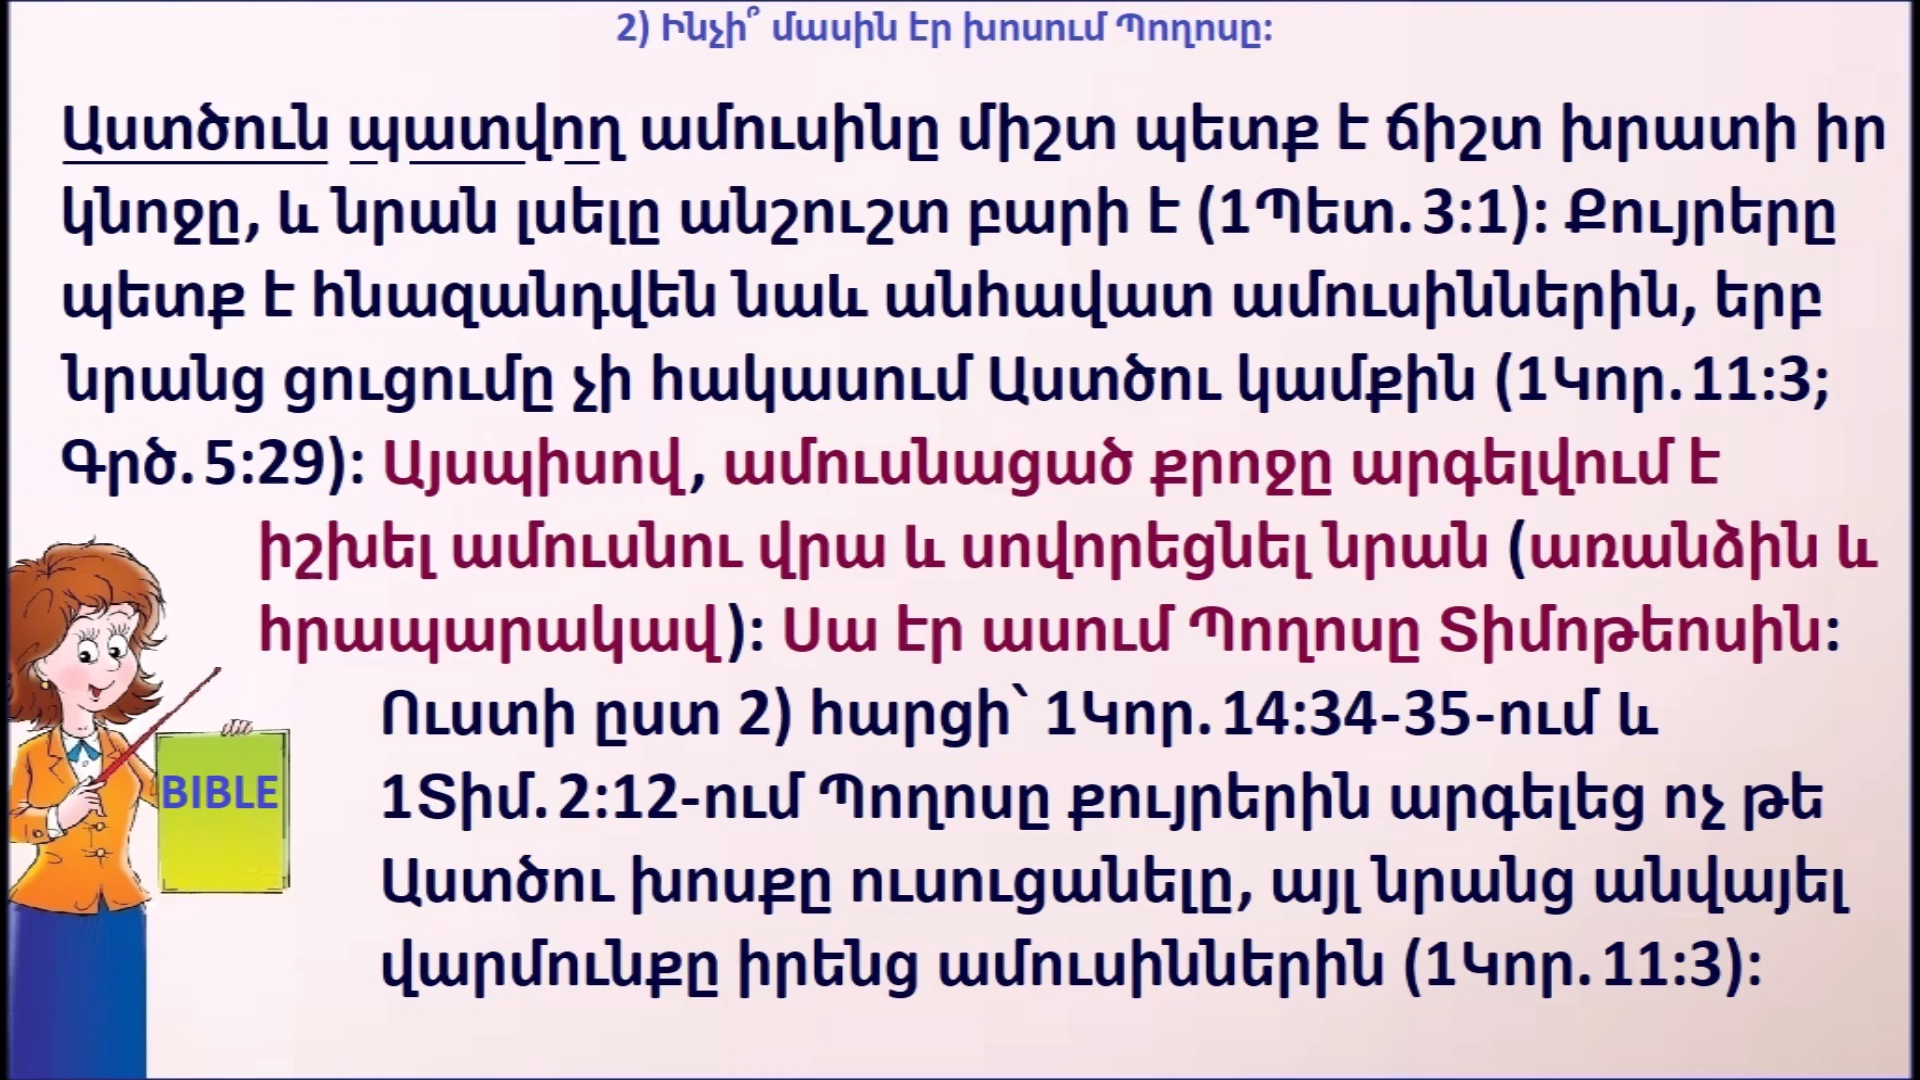 2) Ինչի՞ մասին էր խոսում Պողոսը:
Աստծուն պատվող ամուսինը միշտ պետք է ճիշտ խրատի իր
կնոջը, և նրան լսելը անշուշտ բարի է (1Պետ. 3:1): Քույրերը
պետք է հնազանդվեն նաև անհավատ ամուսիններին, երբ
նրանց ցուցումը չի հակասում Աստծու կամքին (1Կոր. 11:3;
Գրծ. 5:29): Այսպիսով, ամուսնացած քրոջը արգելվում է
իշխել ամուսնու վրա և սովորեցնել նրան (առանձին և
հրապարակավ): Սա էր ասում Պողոսը Տիմոթեոսին:
Ուստի ըստ 2) հարցի՝ 1Կոր. 14:34-35-ում և
1Տիմ. 2:12-ում Պողոսը քույրերին արգելեց ոչ թե
Աստծու խոսքը ուսուցանելը, այլ նրանց անվայել
վարմունքը իրենց ամուսիններին (1Կոր. 11:3):
BIBLE